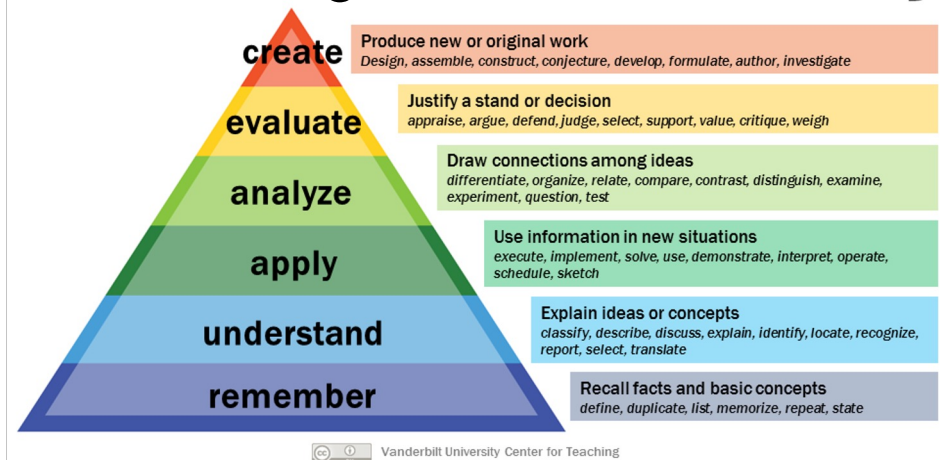 create
Produce new or original work
Design, assemble, construct, conjecture, develop, formulate, author, investigate
evaluate
Justify a stand or decision
appraise, argue, defend, judge, select, support, value, critique, weigh
analyze
Draw connections among ideas
differentiate, organize, relate, compare, contrast, distinguish, examine,
experiment, question, test
apply
Use information in new situations
execute, implement, solve, use, demonstrate, interpret, operate,
schedule, sketch
understand
Explain ideas or concepts
classify, describe, discuss, explain, identify, locate, recognize,
report, select, translate
remember
Recall facts and basic concepts
define, duplicate, list, memorize, repeat, state
cc
Vanderbilt University Center for Teaching